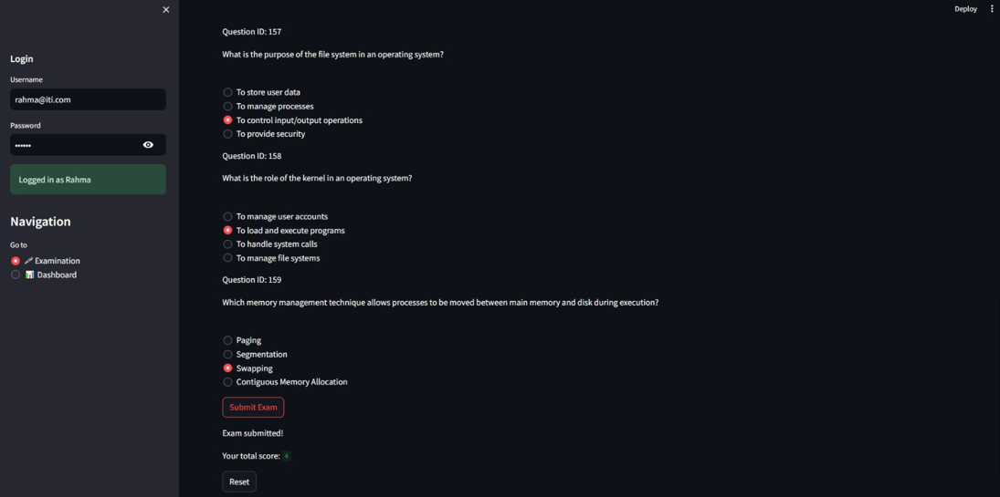 Deploy
Login
Username
rahma@iti.com
Password
••••••
Logged in as Rahma
Navigation
Go to
Examination
Dashboard
Question ID: 157
What is the purpose of the file system in an operating system?
To store user data
To manage processes
To control input/output operations
To provide security
Question ID: 158
What is the role of the kernel in an operating system?
To manage user accounts
To load and execute programs
To handle system calls
To manage file systems
Question ID: 159
Which memory management technique allows processes to be moved between main memory and disk during execution?
Paging
Segmentation
Swapping
Contiguous Memory Allocation
Submit Exam
Exam submitted!
Your total score: 4
Reset